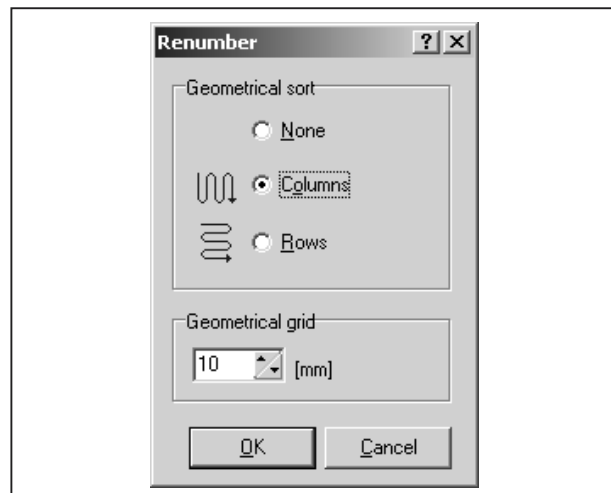 Renumber
Geometrical sort
None
Columns
Rows
Geometrical grid
10 [mm]
OK Cancel